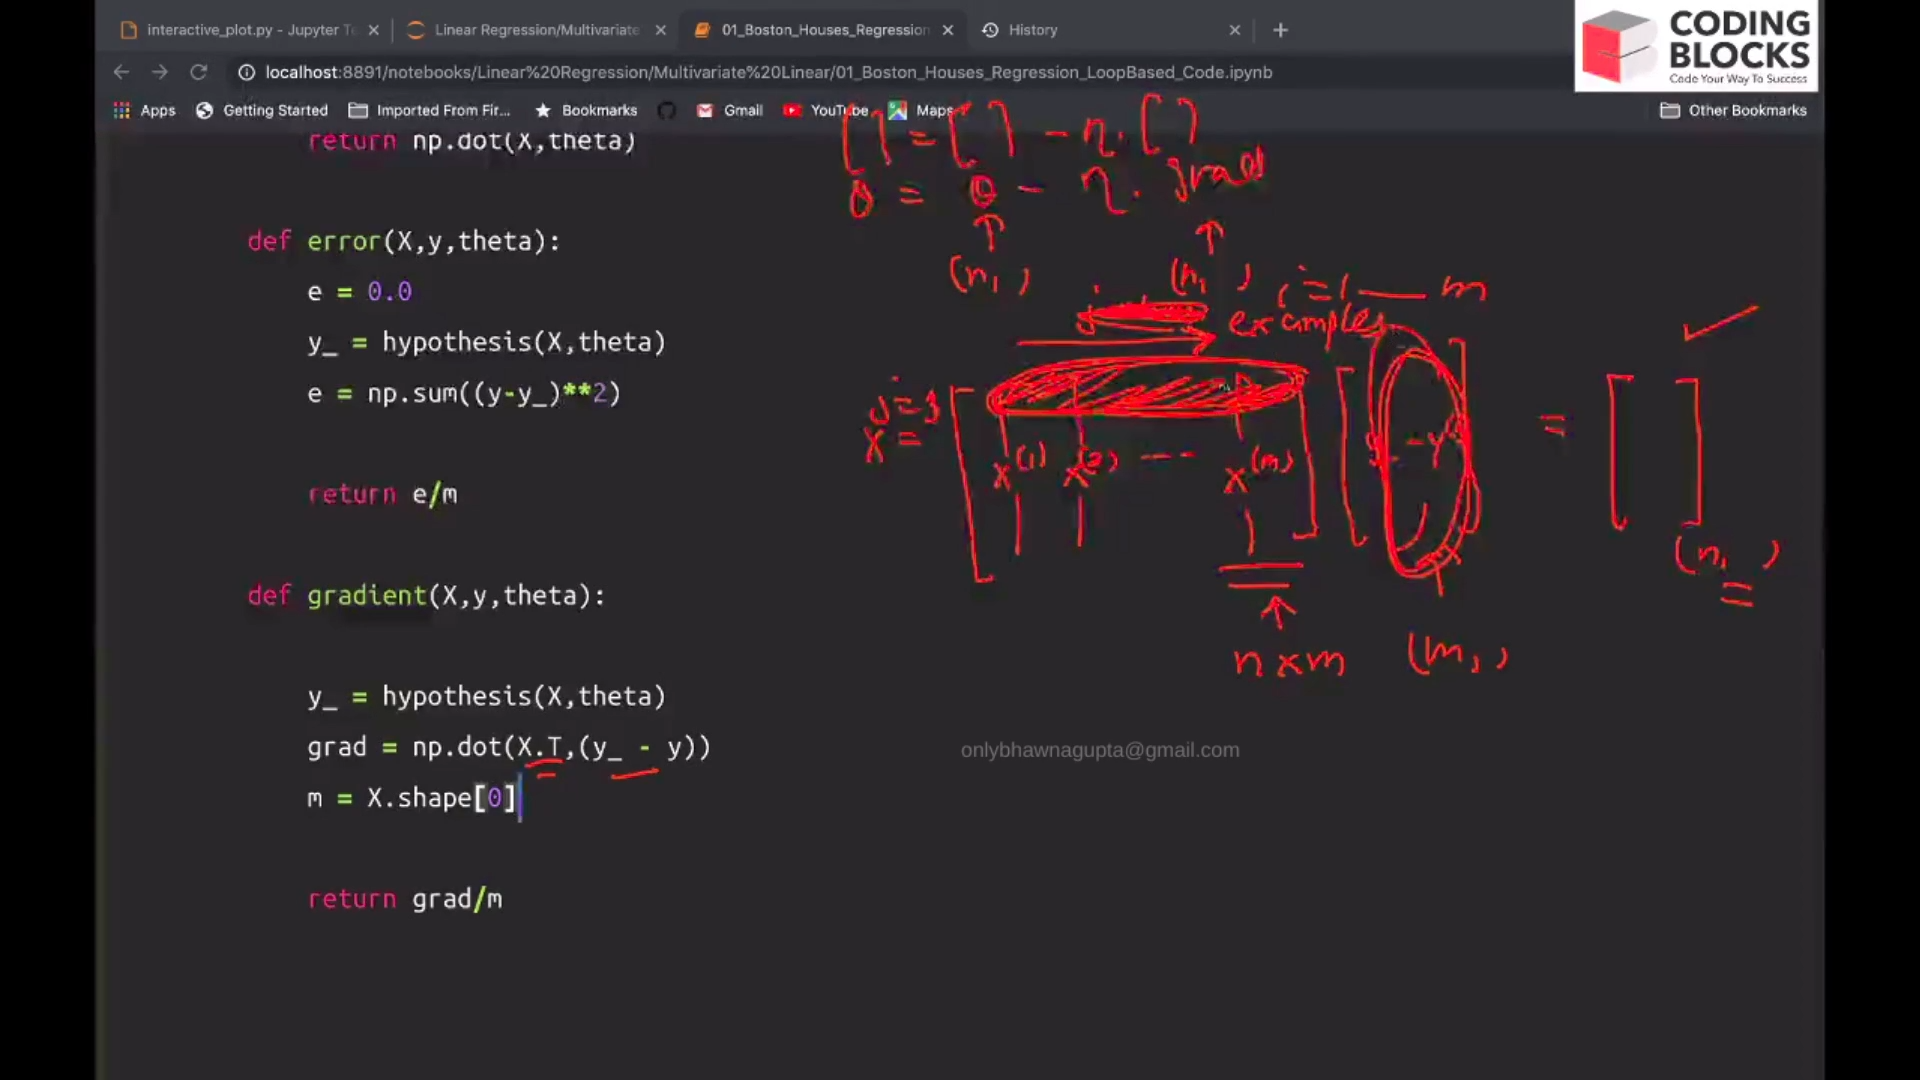 interactive_plot.py - Jupyter Te
Linear Regression/Multivariate
01_Boston_Houses_Regression
History
CODING
BLOCKS
Code Your Way To Success
localhost:8891/notebooks/Linear%20Regression/Multivariate%20Linear/01_Boston_Houses_Regression_LoopBased_Code.ipynb
Apps
Getting Started
Imported From Fir...
Bookmarks
Gmail
YouTube
Maps
Other Bookmarks
return np.dot(X,theta)
def error(X,y,theta):
e = 0.0
y_ = hypothesis(X,theta)
e = np.sum((y-y_)**2)
return e/m
def gradient(X,y,theta):
y_ = hypothesis(X,theta)
grad = np.dot(X.T,(y_ - y))
m = X.shape[0]
return grad/m
[ ] = [ ] - η. [ ]
θ = θ - η. grad
(n, )
(n, )
i=1 — m
examples
j=3
X =
x(1) x(2) --- x(m)
=
[ ]
(n, )
n x m
(m, )
onlybhawnagupta@gmail.com